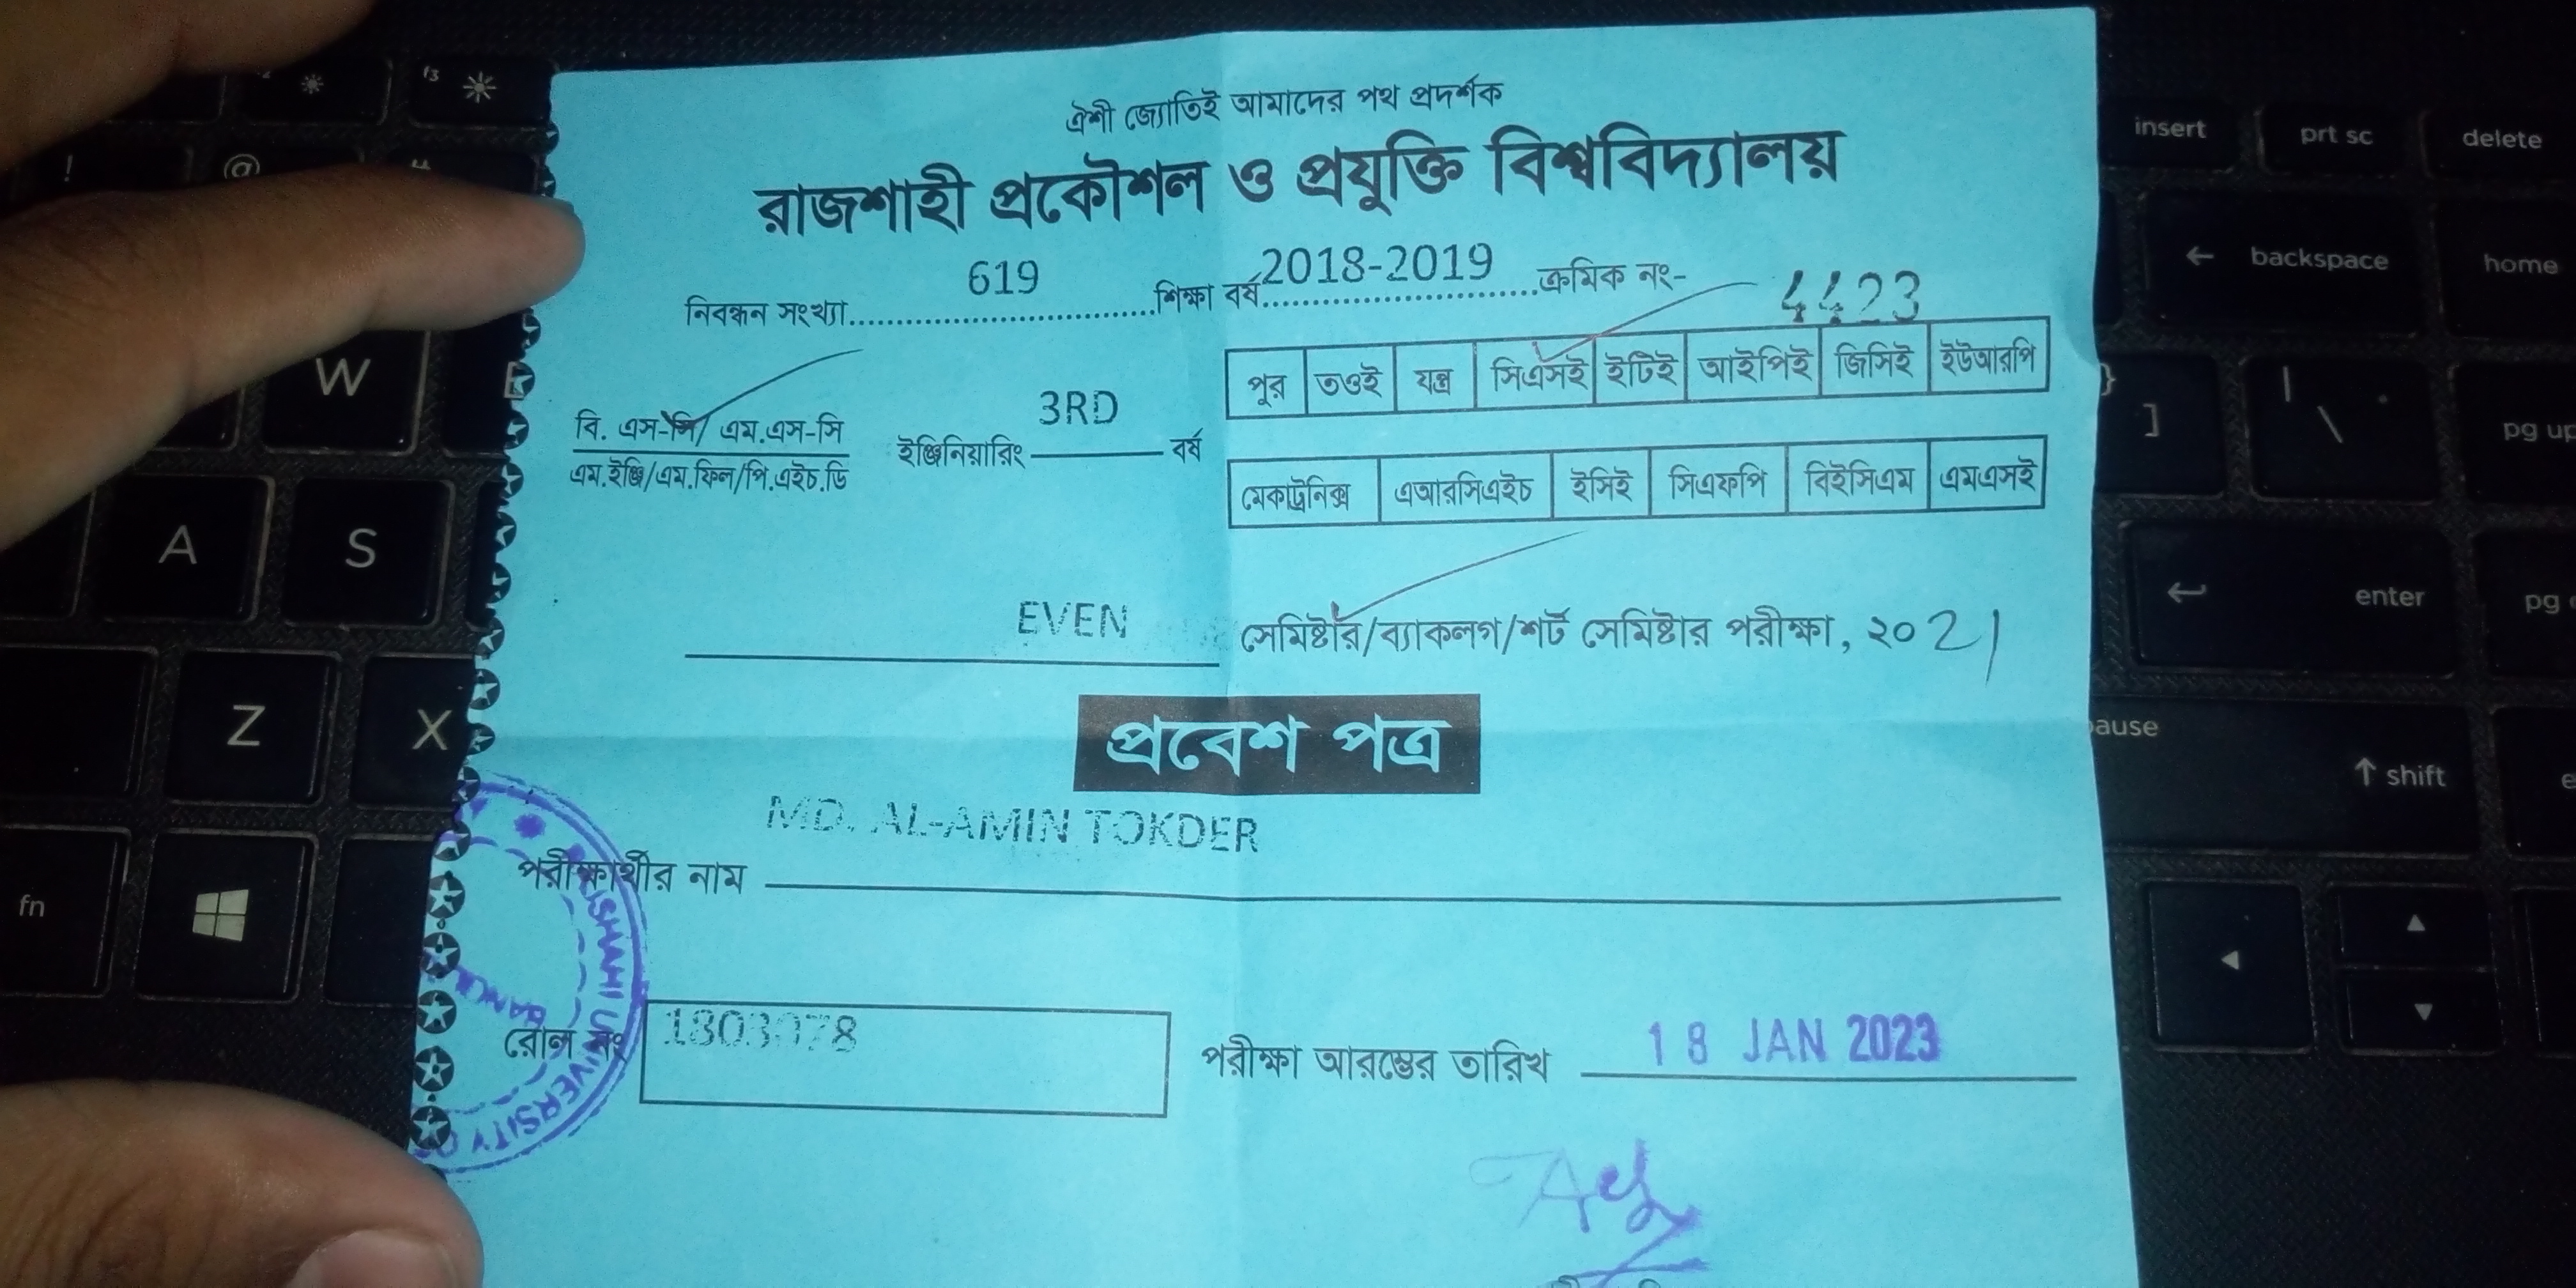 ঐশী জ্যোতিই আমাদের পথ প্রদর্শক
রাজশাহী প্রকৌশল ও প্রযুক্তি বিশ্ববিদ্যালয়
নিবন্ধন সংখ্যা 619 শিক্ষা বর্ষ 2018-2019 ক্রমিক নং- 4423
পুর তওই যন্ত্র সিএসই ইটিই আইপিই জিসিই ইউআরপি
বি. এস-সি/ এম.এস-সি
এম.ইঞ্জি/এম.ফিল/পি.এইচ.ডি
ইঞ্জিনিয়ারিং 3RD বর্ষ
মেকাট্রনিক্স এআরসিএইচ ইসিই সিএফপি বিইসিএম এমএসই
EVEN সেমিষ্টার/ব্যাকলগ/শর্ট সেমিষ্টার পরীক্ষা, ২০21
প্রবেশ পত্র
MD. AL-AMIN TOKDER
পরীক্ষার্থীর নাম
রোল নং 1803078
পরীক্ষা আরম্ভের তারিখ 18 JAN 2023
UNIVERSITY
insert
prt sc
delete
backspace
home
pg up
enter
pg
shift
W
A
S
Z
X
fn
f3
!
@
]
\